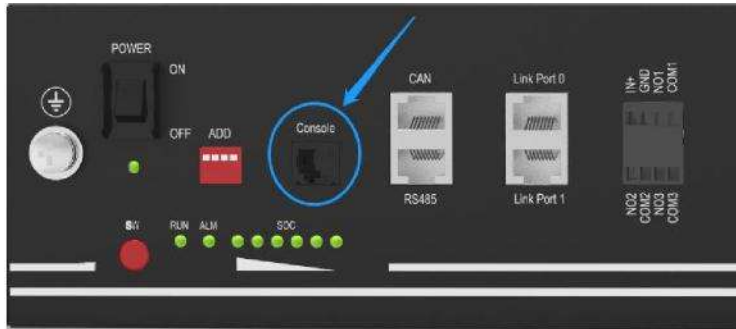 POWER
ON
OFF
ADD
Console
CAN
RS485
Link Port 0
Link Port 1
IN+
GND
NO1
COM1
NO2
COM2
NO3
COM3
SW
RUN
ALM
SOC